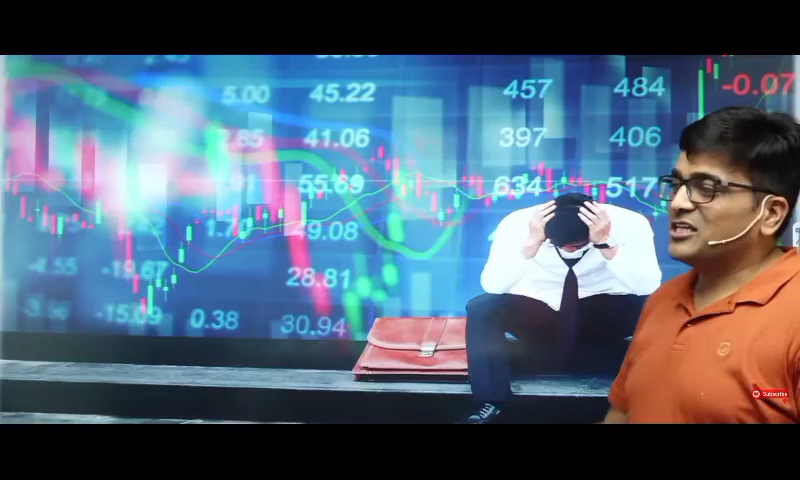 5.00 45.22 457 484 -0.07
41.06 397 406
55.69 634 517
49.08
-4.55 -19.67 28.81
-15.09 0.38 30.94
Subscribe